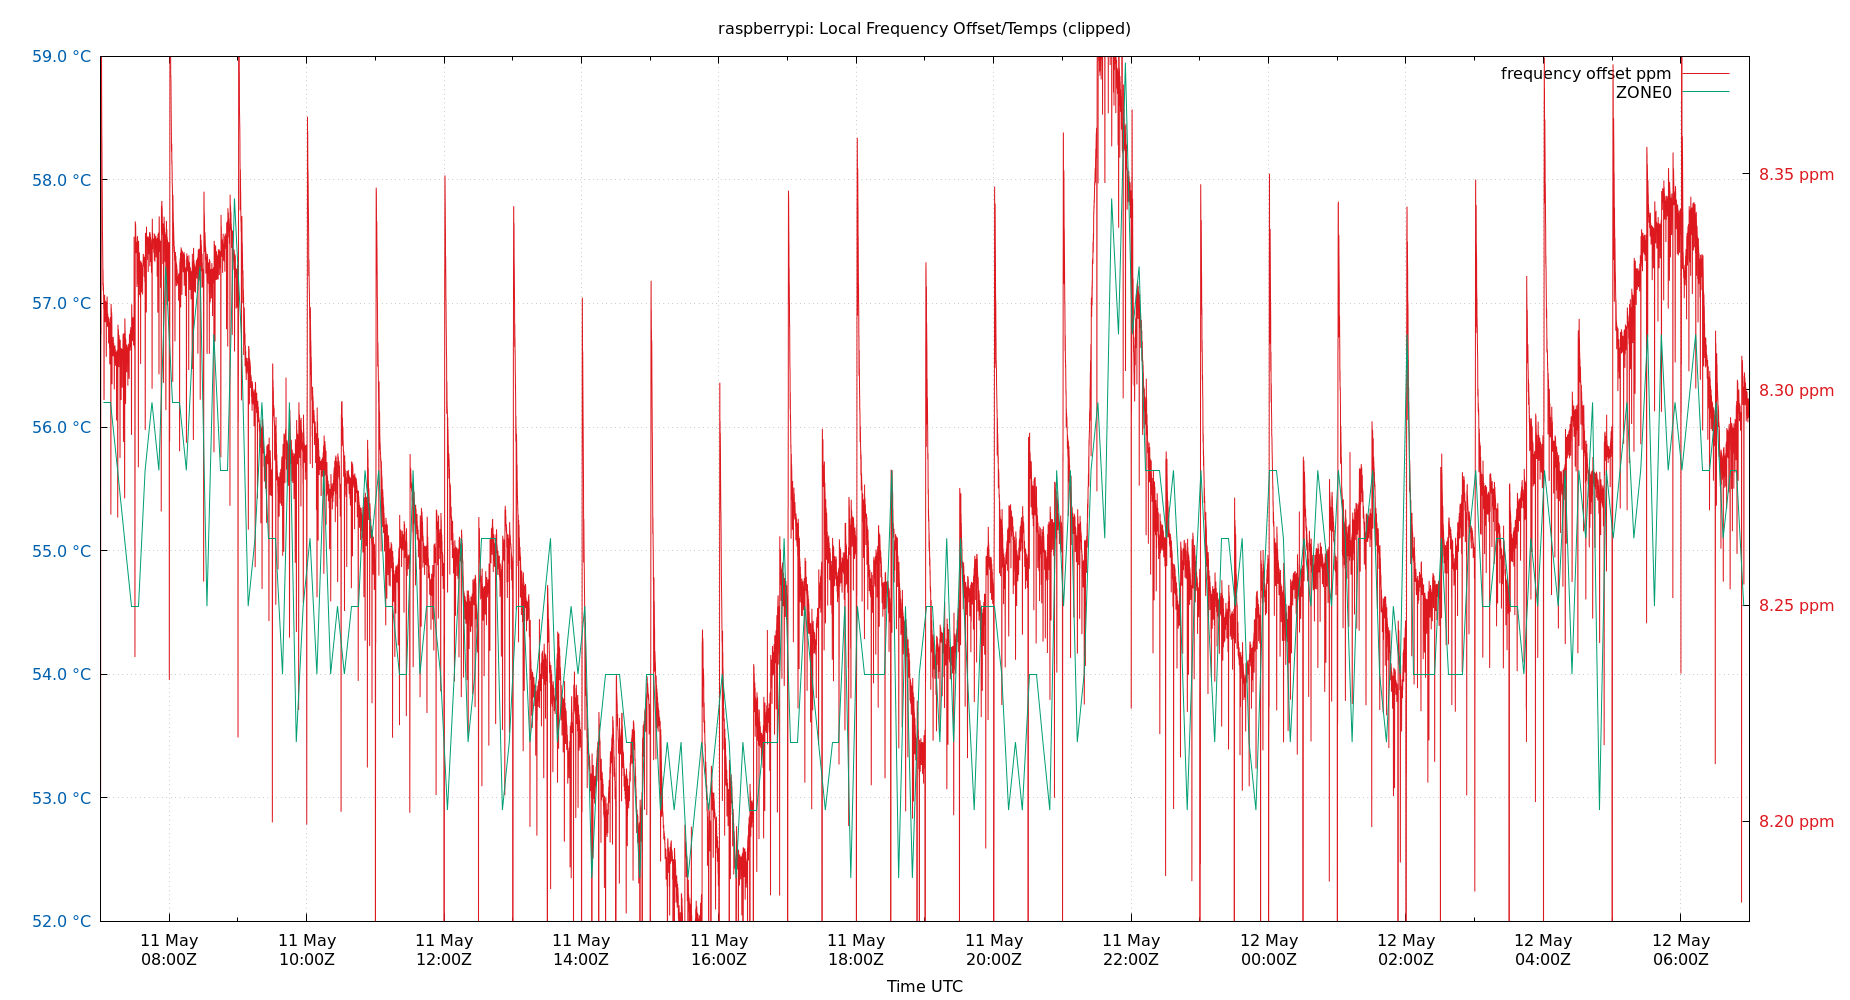 raspberrypi: Local Frequency Offset/Temps (clipped)
59.0 °C
58.0 °C
57.0 °C
56.0 °C
55.0 °C
54.0 °C
53.0 °C
52.0 °C
frequency offset ppm
ZONE0
8.35 ppm
8.30 ppm
8.25 ppm
8.20 ppm
11 May 11 May 11 May 11 May 11 May 11 May 11 May 11 May 12 May 12 May 12 May 12 May
08:00Z 10:00Z 12:00Z 14:00Z 16:00Z 18:00Z 20:00Z 22:00Z 00:00Z 02:00Z 04:00Z 06:00Z
Time UTC